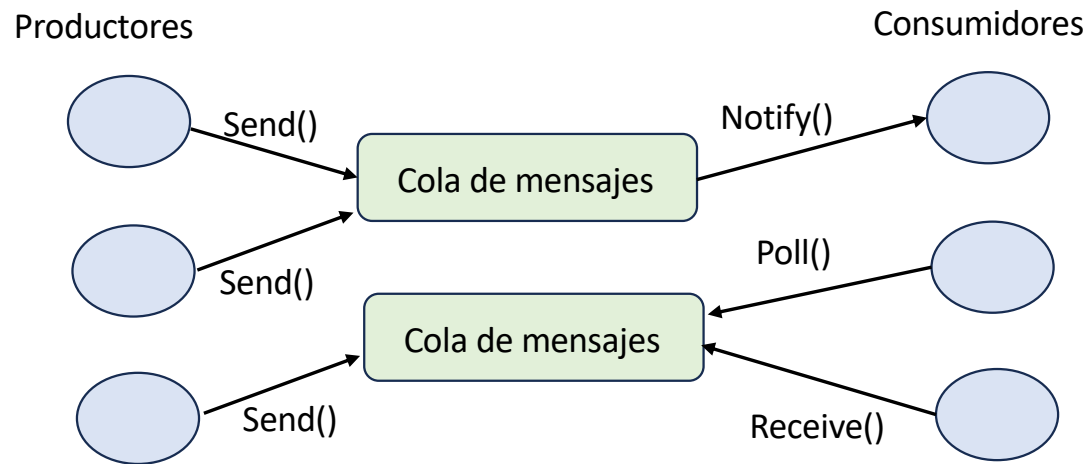 Productores
Consumidores
Send()
Notify()
Cola de mensajes
Send()
Poll()
Cola de mensajes
Send()
Receive()